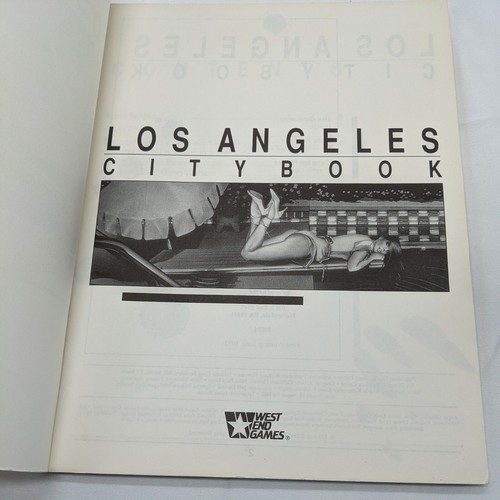 LOS ANGELES
CITYBOOK
WEST
END
GAMES®